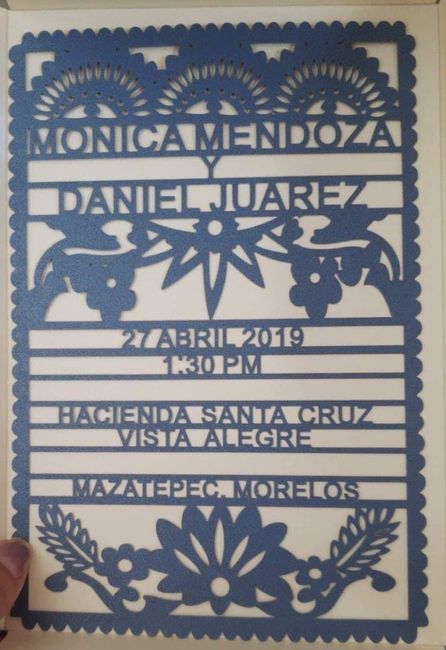 MONICA MENDOZA
Y
DANIEL JUAREZ
27 ABRIL 2019
1:30 PM
HACIENDA SANTA CRUZ
VISTA ALEGRE
MAZATEPEC, MORELOS